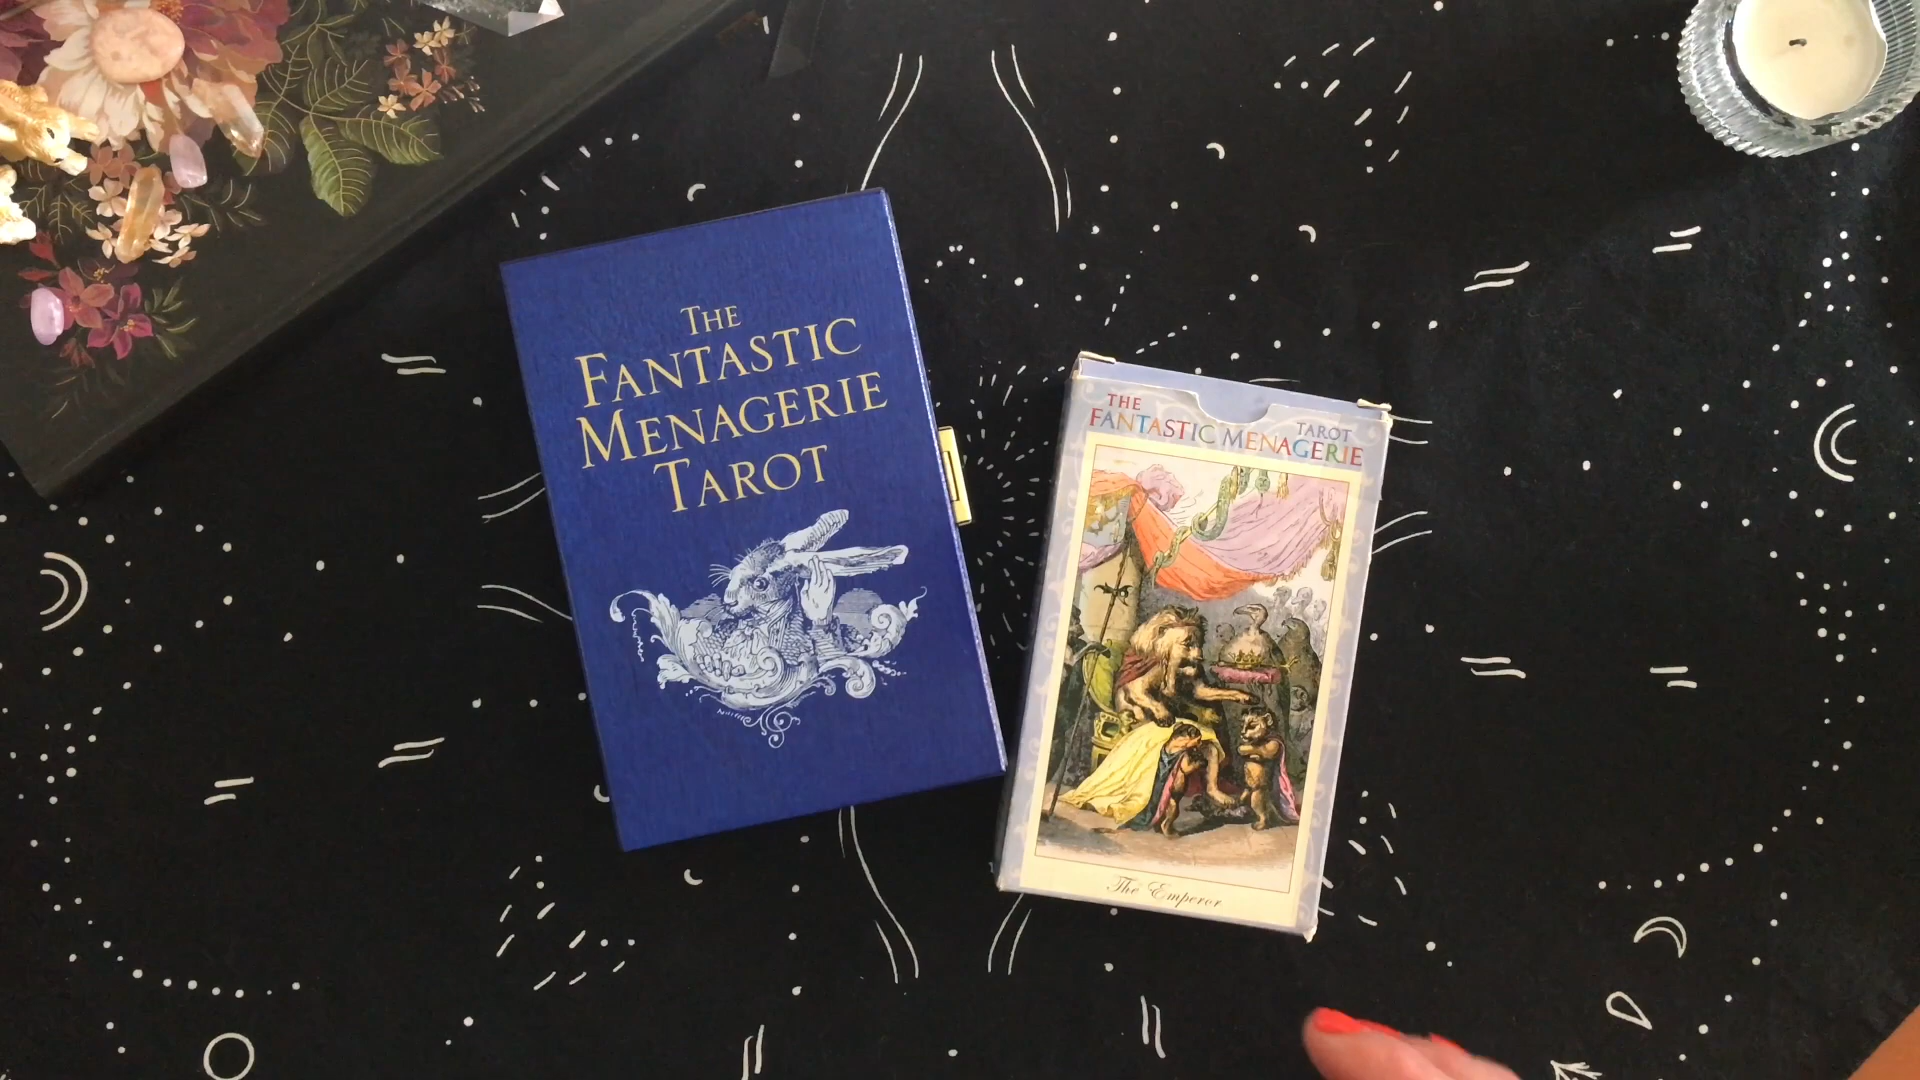 THE
FANTASTIC
MENAGERIE
TAROT
THE
TAROT
FANTASTIC MENAGERIE
The Emperor